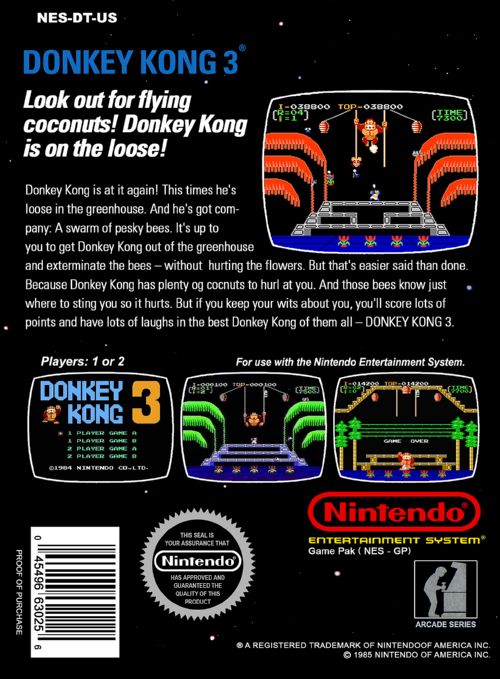 NES-DT-US
DONKEY KONG 3®
Look out for flying
coconuts! Donkey Kong
is on the loose!
I-038800 TOP-038800
TIME
7300
Donkey Kong is at it again! This times he's
loose in the greenhouse. And he's got com-
pany: A swarm of pesky bees. It's up to
you to get Donkey Kong out of the greenhouse
and exterminate the bees – without hurting the flowers. But that's easier said than done.
Because Donkey Kong has plenty og cocnuts to hurl at you. And those bees know just
where to sting you so it hurts. But if you keep your wits about you, you'll score lots of
points and have lots of laughs in the best Donkey Kong of them all – DONKEY KONG 3.
Players: 1 or 2
For use with the Nintendo Entertainment System.
DONKEY
KONG 3
1 PLAYER GAME A
1 PLAYER GAME B
2 PLAYER GAME A
2 PLAYER GAME B
©1984 NINTENDO CO.,LTD.
I-000100 TOP-000100
I-014200 TOP-014200
GAME OVER
Nintendo®
ENTERTAINMENT SYSTEM®
Game Pak ( NES - GP)
THIS SEAL IS
YOUR ASSURANCE THAT
Nintendo
HAS APPROVED AND
GUARANTEED THE
QUALITY OF THIS
PRODUCT
ARCADE SERIES
PROOF OF PURCHASE
0 45496 63025 6
® A REGISTERED TRADEMARK OF NINTENDOOF AMERICA INC.
© 1985 NINTENDO OF AMERICA INC.